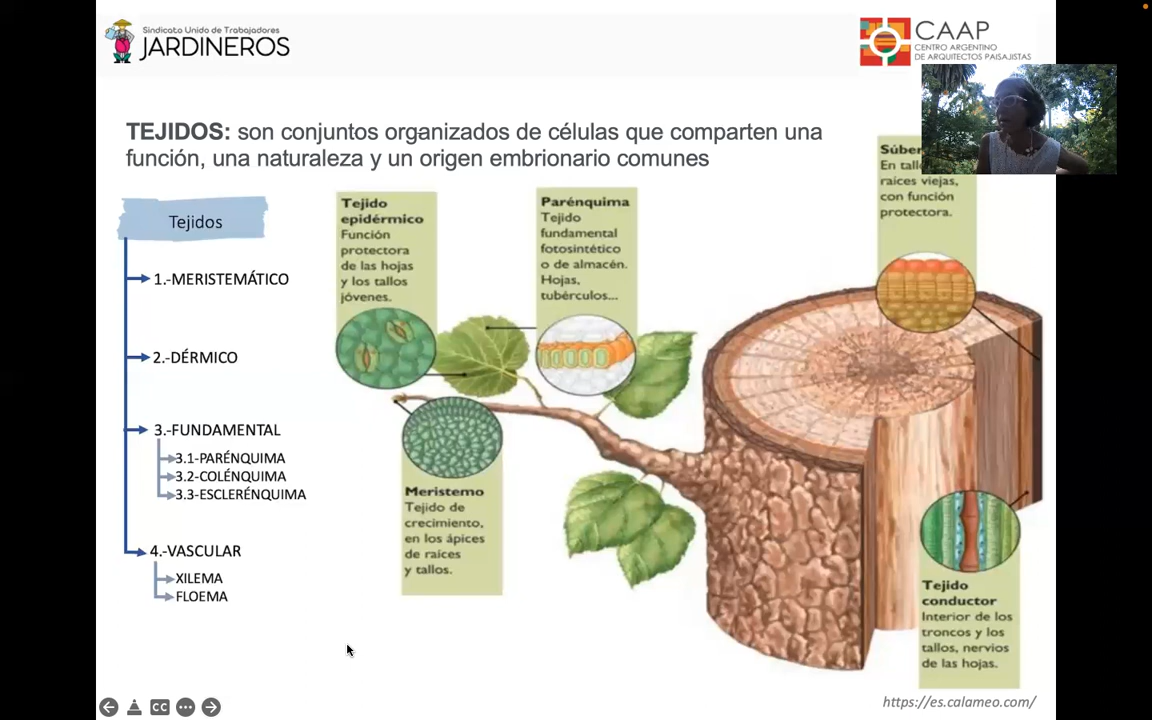 Sindicato Unido de Trabajadores
JARDINEROS
CAAP
CENTRO ARGENTINO
DE ARQUITECTOS PAISAJISTAS
TEJIDOS: son conjuntos organizados de células que comparten una
función, una naturaleza y un origen embrionario comunes
Tejidos
1.-MERISTEMÁTICO
2.-DÉRMICO
3.-FUNDAMENTAL
3.1-PARÉNQUIMA
3.2-COLÉNQUIMA
3.3-ESCLERÉNQUIMA
4.-VASCULAR
XILEMA
FLOEMA
Tejido
epidérmico
Función
protectora
de las hojas
y los tallos
jóvenes.
Parénquima
Tejido
fundamental
fotosintético
o de almacén.
Hojas,
tubérculos...
Meristemo
Tejido de
crecimiento,
en los ápices
de raíces
y tallos.
Súber
En tallo
raíces viejas,
con función
protectora.
Tejido
conductor
Interior de los
troncos y los
tallos, nervios
de las hojas.
CC
https://es.calameo.com/